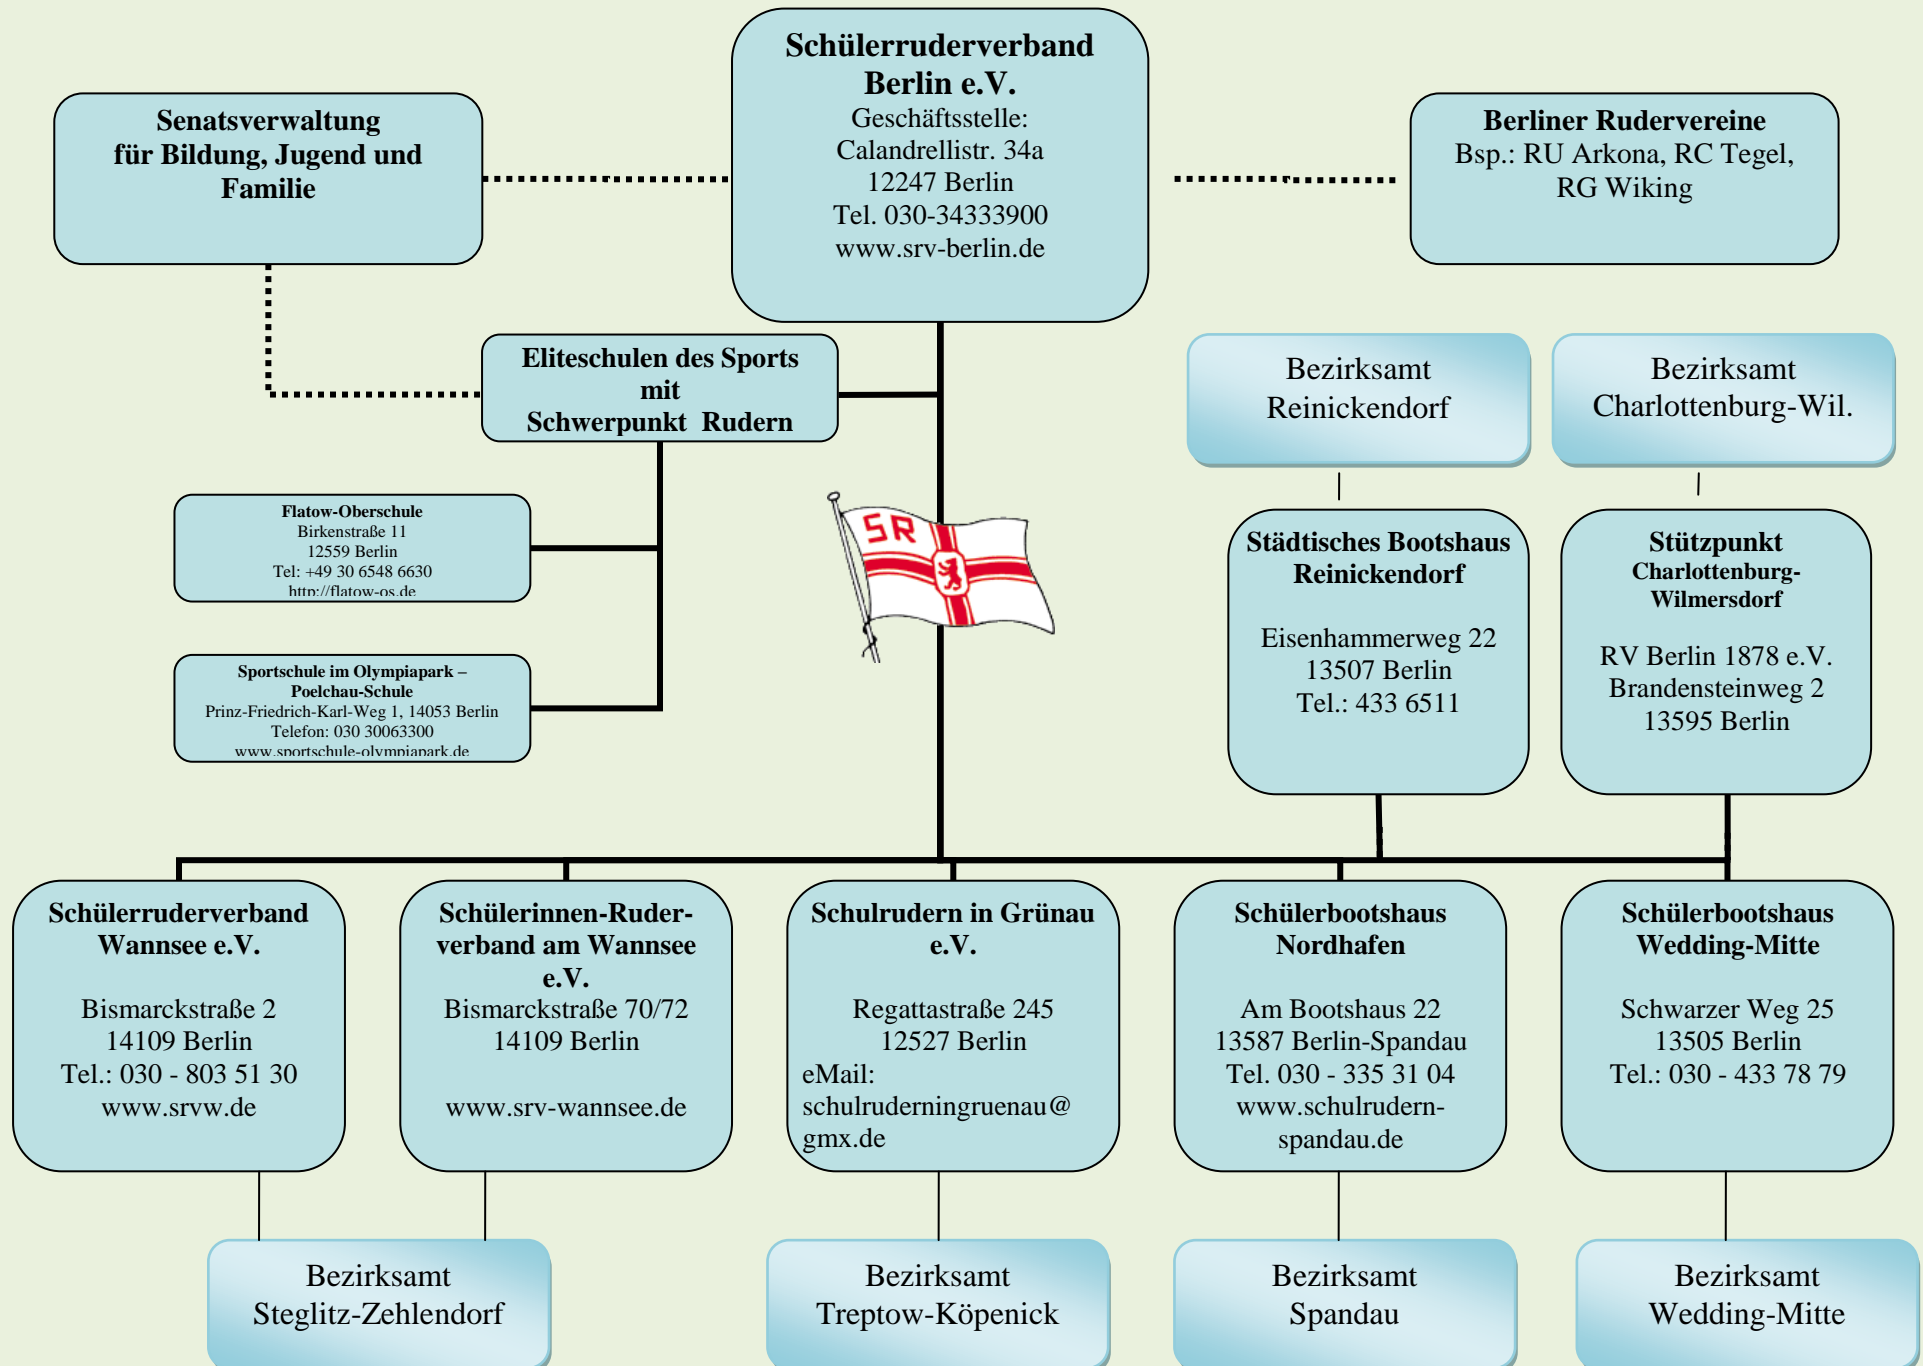 Schülerruderverband
Berlin e.V.
Geschäftsstelle:
Calandrellistr. 34a
12247 Berlin
Tel. 030-34333900
www.srv-berlin.de
Senatsverwaltung
für Bildung, Jugend und
Familie
Berliner Rudervereine
Bsp.: RU Arkona, RC Tegel,
RG Wiking
Eliteschulen des Sports
mit
Schwerpunkt Rudern
Bezirksamt
Reinickendorf
Bezirksamt
Charlottenburg-Wil.
Flatow-Oberschule
Birkenstraße 11
12559 Berlin
Tel: +49 30 6548 6630
http://flatow-os.de
Sportschule im Olympiapark –
Poelchau-Schule
Prinz-Friedrich-Karl-Weg 1, 14053 Berlin
Telefon: 030 30063300
www.sportschule-olympiapark.de
SR
Städtisches Bootshaus
Reinickendorf
Eisenhammerweg 22
13507 Berlin
Tel.: 433 6511
Stützpunkt
Charlottenburg-
Wilmersdorf
RV Berlin 1878 e.V.
Brandensteinweg 2
13595 Berlin
Schülerruderverband
Wannsee e.V.
Bismarckstraße 2
14109 Berlin
Tel.: 030 - 803 51 30
www.srvw.de
Schülerinnen-Ruder-
verband am Wannsee
e.V.
Bismarckstraße 70/72
14109 Berlin
www.srv-wannsee.de
Schulrudern in Grünau
e.V.
Regattastraße 245
12527 Berlin
eMail:
schulruderningruenau@
gmx.de
Schülerbootshaus
Nordhafen
Am Bootshaus 22
13587 Berlin-Spandau
Tel. 030 - 335 31 04
www.schulrudern-
spandau.de
Schülerbootshaus
Wedding-Mitte
Schwarzer Weg 25
13505 Berlin
Tel.: 030 - 433 78 79
Bezirksamt
Steglitz-Zehlendorf
Bezirksamt
Treptow-Köpenick
Bezirksamt
Spandau
Bezirksamt
Wedding-Mitte